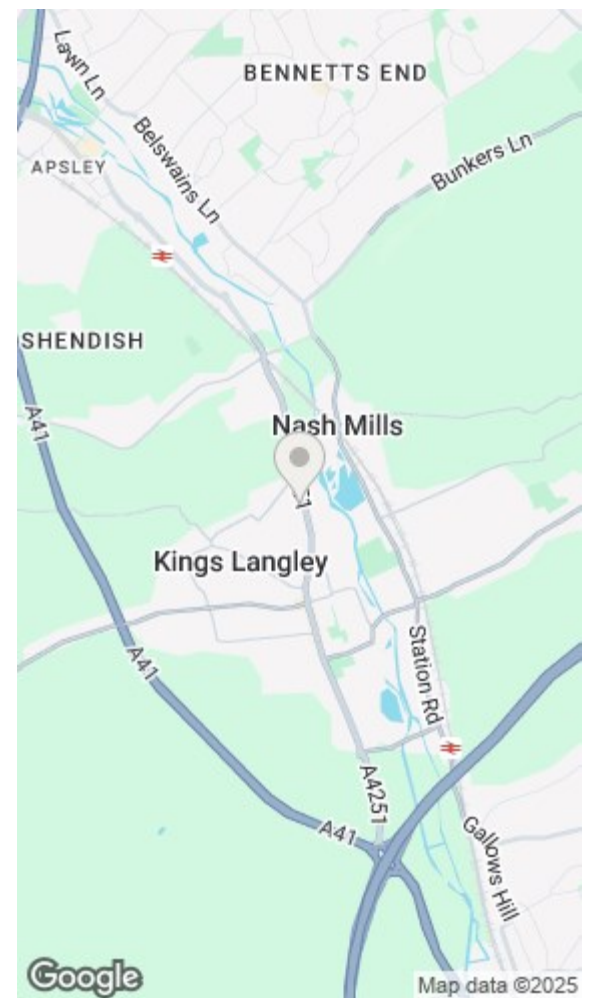 Lawn Ln
BENNETTS END
Belswains Ln
Bunkers Ln
APSLEY
SHENDISH
A41
Nash Mills
Kings Langley
A41
Station Rd
A4251
A41
Gallows Hill
Google
Map data ©2025